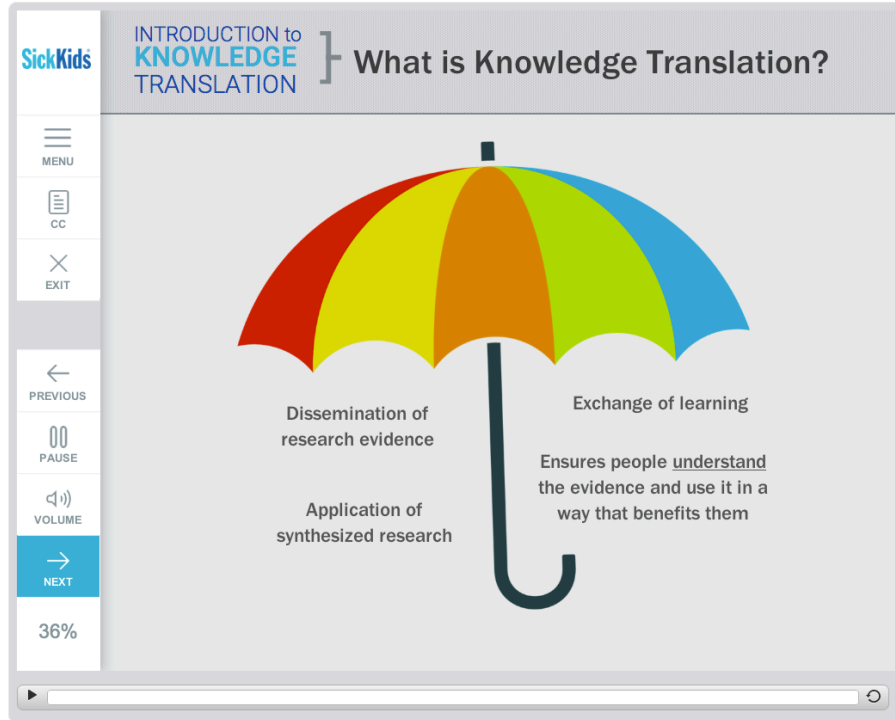 SickKids
INTRODUCTION to
KNOWLEDGE
TRANSLATION
What is Knowledge Translation?
MENU
CC
EXIT
PREVIOUS
PAUSE
VOLUME
NEXT
36%
Dissemination of
research evidence
Application of
synthesized research
Exchange of learning
Ensures people understand
the evidence and use it in a
way that benefits them